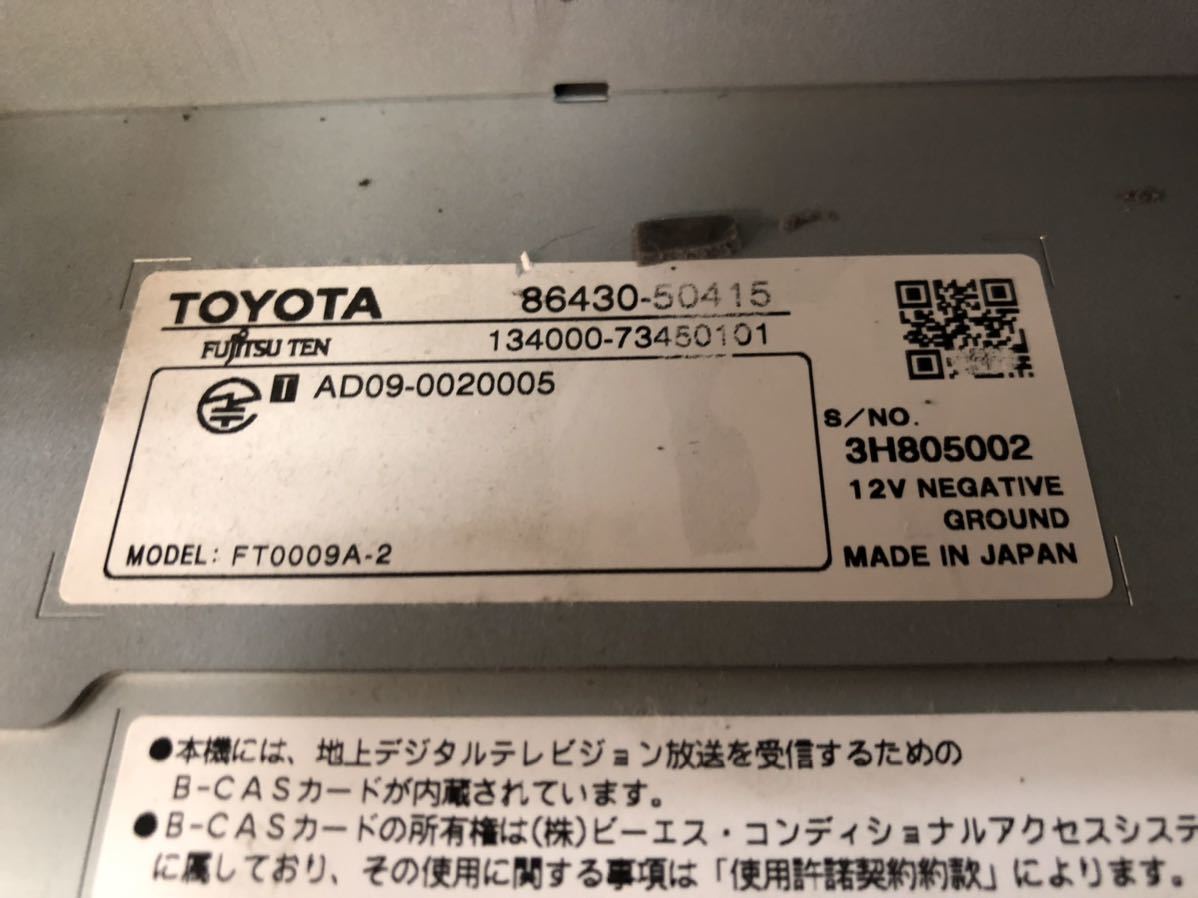 TOYOTA 86430-50415
FUJITSU TEN 134000-73450101
I AD09-0020005
S/NO.
3H805002
12V NEGATIVE
GROUND
MODEL: FT0009A-2
MADE IN JAPAN
●本機には、地上デジタルテレビジョン放送を受信するための
B-CASカードが内蔵されています。
●B-CASカードの所有権は(株)ビーエス・コンディショナルアクセスシステ
に属しており、その使用に関する事項は「使用許諾契約約款」によります。